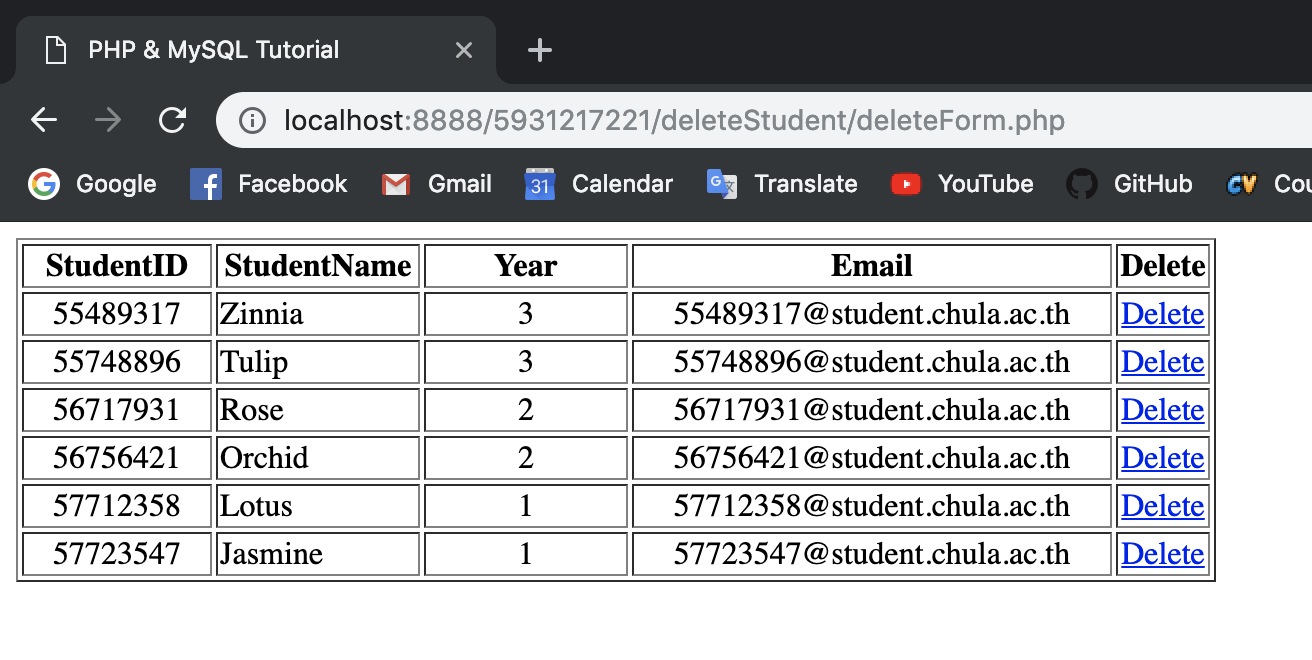 PHP & MySQL Tutorial
localhost:8888/5931217221/deleteStudent/deleteForm.php
Google Facebook Gmail 31 Calendar G Translate YouTube GitHub CV Cou
StudentID StudentName Year Email Delete
55489317 Zinnia 3 55489317@student.chula.ac.th Delete
55748896 Tulip 3 55748896@student.chula.ac.th Delete
56717931 Rose 2 56717931@student.chula.ac.th Delete
56756421 Orchid 2 56756421@student.chula.ac.th Delete
57712358 Lotus 1 57712358@student.chula.ac.th Delete
57723547 Jasmine 1 57723547@student.chula.ac.th Delete